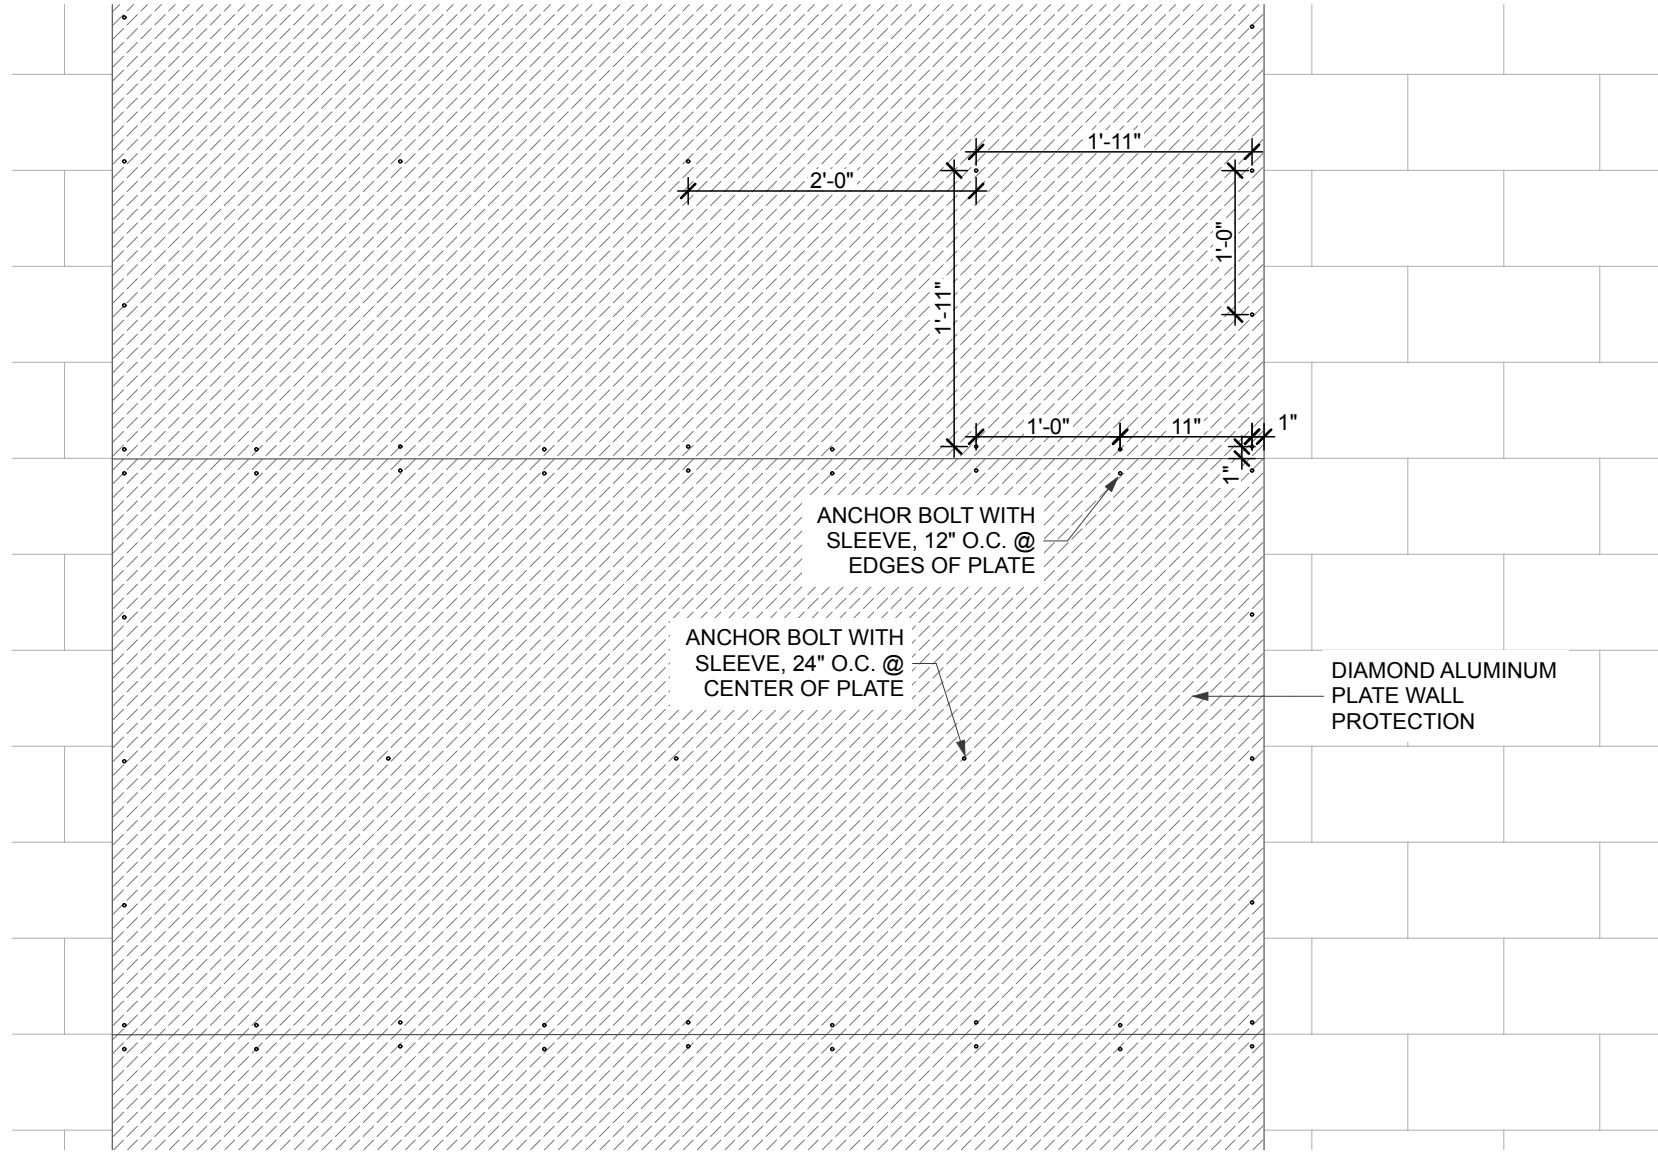 1'-11"
2'-0"
1'-0"
1'-11"
1'-0"
11"
1"
1"
ANCHOR BOLT WITH
SLEEVE, 12" O.C. @
EDGES OF PLATE
ANCHOR BOLT WITH
SLEEVE, 24" O.C. @
CENTER OF PLATE
DIAMOND ALUMINUM
PLATE WALL
PROTECTION